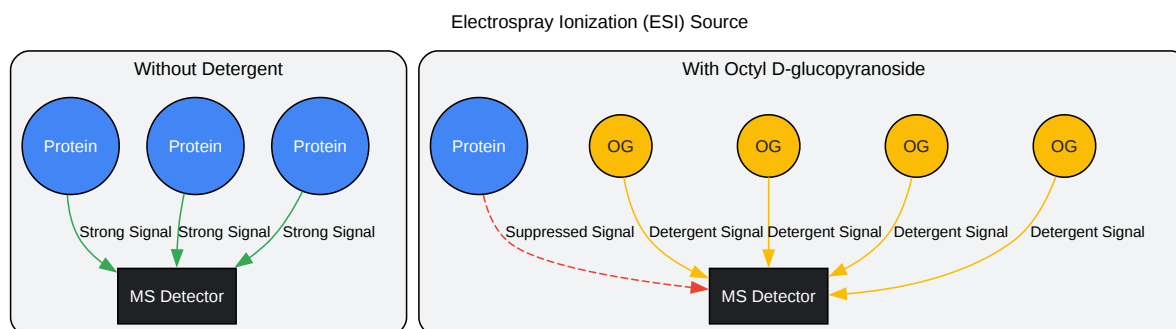 Electrospray Ionization (ESI) Source
Without Detergent
Protein
Protein
Protein
Strong Signal
Strong Signal
Strong Signal
MS Detector
With Octyl D-glucopyranoside
Protein
OG
OG
OG
OG
Suppressed Signal
Detergent Signal
Detergent Signal
Detergent Signal
Detergent Signal
MS Detector